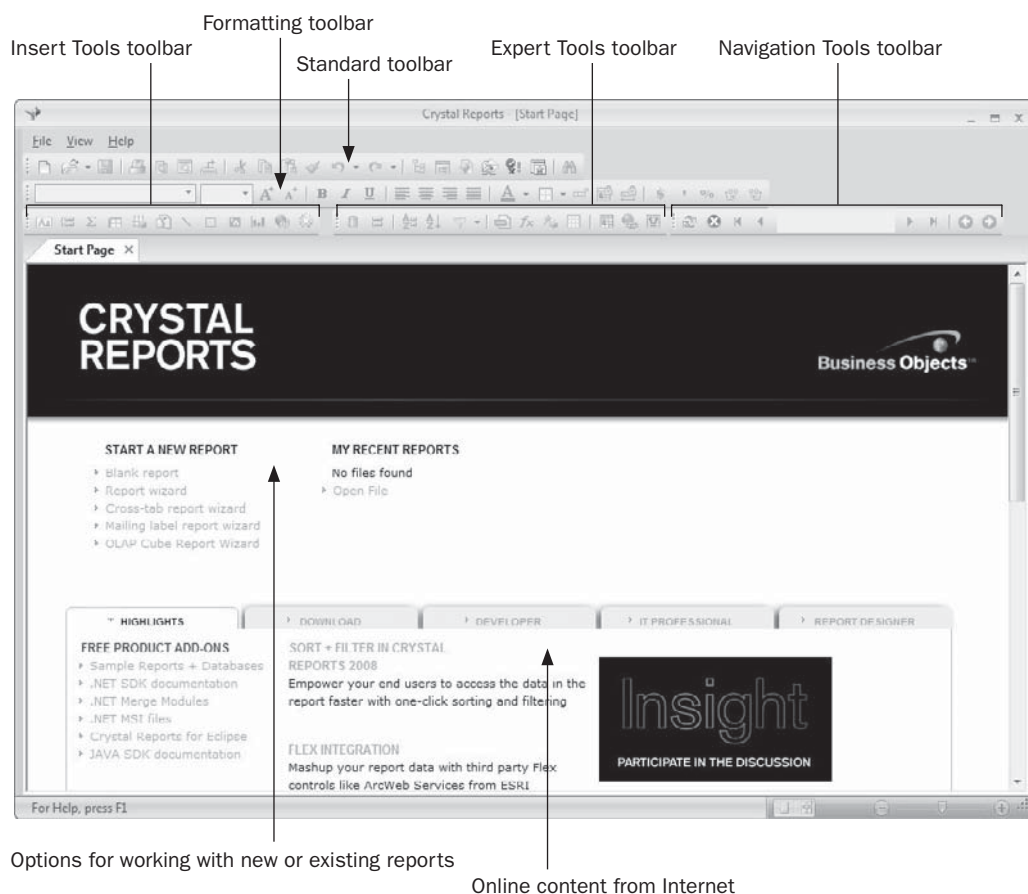 Formatting toolbar
Insert Tools toolbar
Standard toolbar
Expert Tools toolbar
Navigation Tools toolbar
Crystal Reports - [Start Page]
File View Help
Start Page
CRYSTAL
REPORTS
Business Objects™
START A NEW REPORT
Blank report
Report wizard
Cross-tab report wizard
Mailing label report wizard
OLAP Cube Report Wizard
MY RECENT REPORTS
No files found
Open File
HIGHLIGHTS
DOWNLOAD
DEVELOPER
IT PROFESSIONAL
REPORT DESIGNER
FREE PRODUCT ADD-ONS
Sample Reports + Databases
.NET SDK documentation
.NET Merge Modules
.NET MSI files
Crystal Reports for Eclipse
JAVA SDK documentation
SORT + FILTER IN CRYSTAL
REPORTS 2008
Empower your end users to access the data in the
report faster with one-click sorting and filtering
FLEX INTEGRATION
Mashup your report data with third party Flex
controls like ArcWeb Services from ESRI
Insight
PARTICIPATE IN THE DISCUSSION
For Help, press F1
Options for working with new or existing reports
Online content from Internet